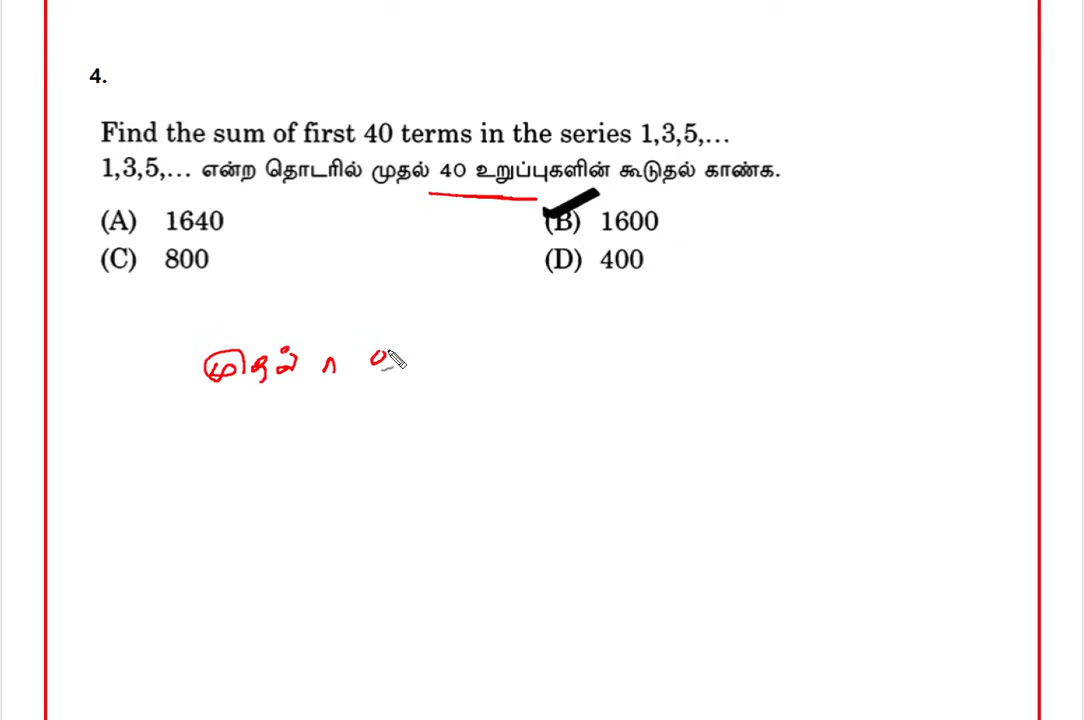 4.
Find the sum of first 40 terms in the series 1,3,5,...
1,3,5,... என்ற தொடரில் முதல் 40 உறுப்புகளின் கூடுதல் காண்க.
(A) 1640 (B) 1600
(C) 800 (D) 400
முதல் n